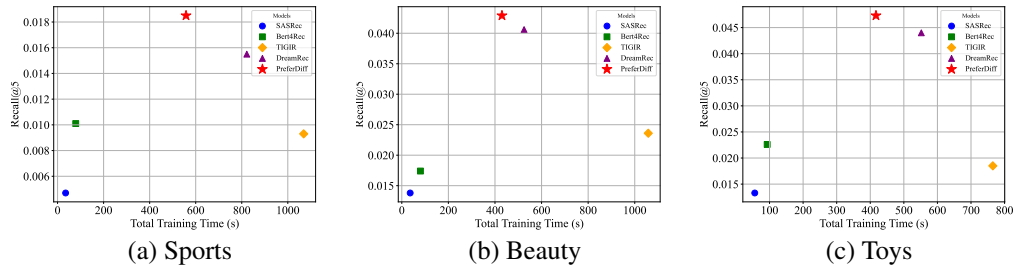 0.018
0.016
0.014
0.012
0.010
0.008
0.006
Recall@5
0 200 400 600 800 1000
Total Training Time (s)
Models
SASRec
Bert4Rec
TIGIR
DreamRec
PreferDiff
(a) Sports
0.040
0.035
0.030
0.025
0.020
0.015
Recall@5
0 200 400 600 800 1000
Total Training Time (s)
Models
SASRec
Bert4Rec
TIGIR
DreamRec
PreferDiff
(b) Beauty
0.045
0.040
0.035
0.030
0.025
0.020
0.015
Recall@5
100 200 300 400 500 600 700 800
Total Training Time (s)
Models
SASRec
Bert4Rec
TIGIR
DreamRec
PreferDiff
(c) Toys